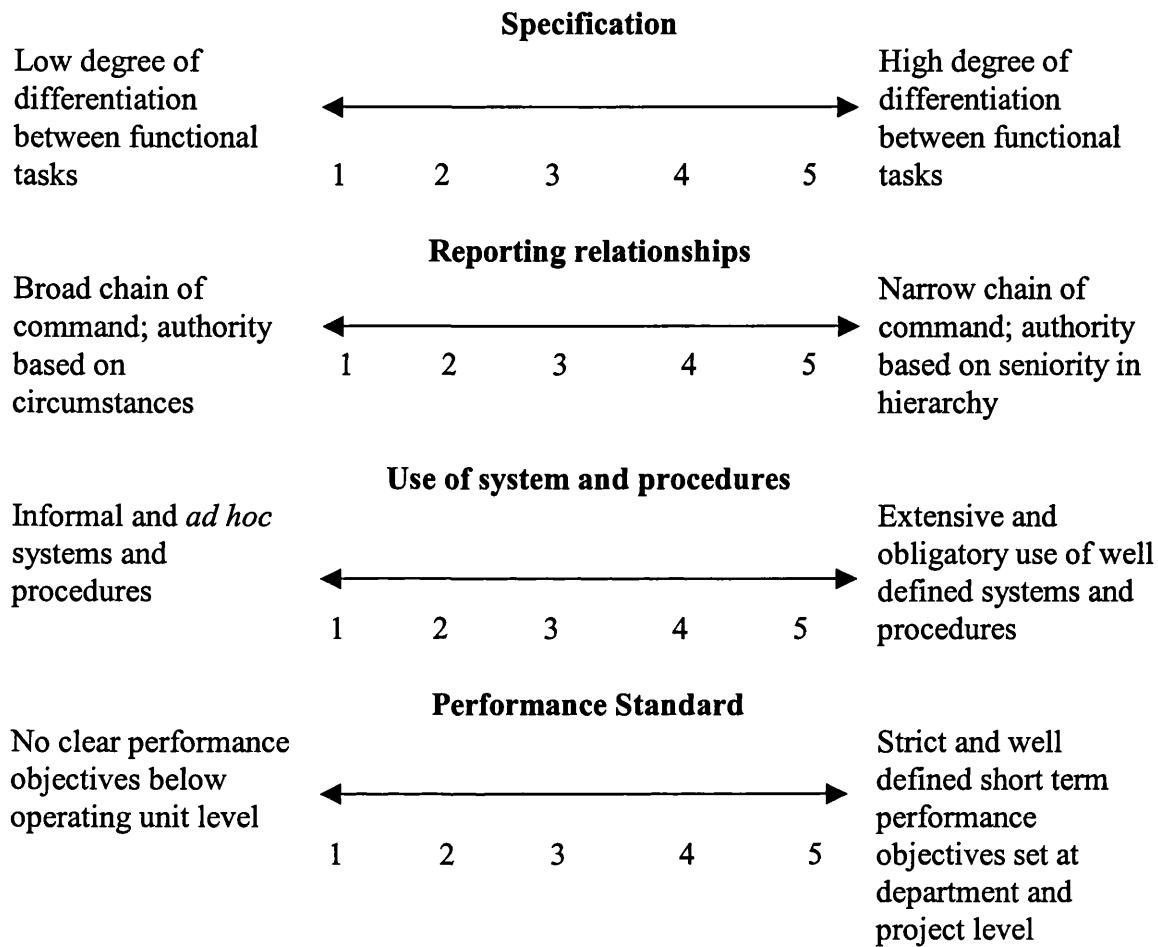 Specification
Low degree of
differentiation
between functional
tasks
1 2 3 4 5
High degree of
differentiation
between functional
tasks
Reporting relationships
Broad chain of
command; authority
based on
circumstances
1 2 3 4 5
Narrow chain of
command; authority
based on seniority in
hierarchy
Use of system and procedures
Informal and ad hoc
systems and
procedures
1 2 3 4 5
Extensive and
obligatory use of well
defined systems and
procedures
Performance Standard
No clear performance
objectives below
operating unit level
1 2 3 4 5
Strict and well
defined short term
performance
objectives set at
department and
project level